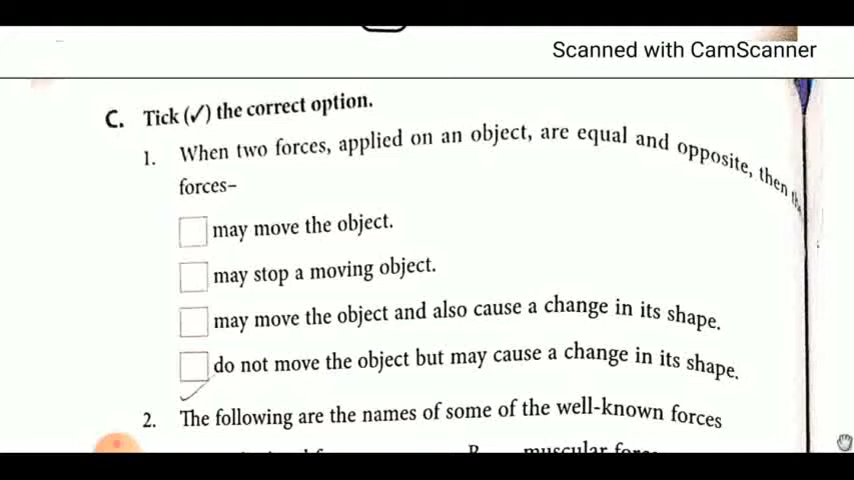 Scanned with CamScanner
C. Tick (✓) the correct option.
1. When two forces, applied on an object, are equal and opposite, then
forces–
may move the object.
may stop a moving object.
may move the object and also cause a change in its shape.
do not move the object but may cause a change in its shape.
2. The following are the names of some of the well-known forces
muscular